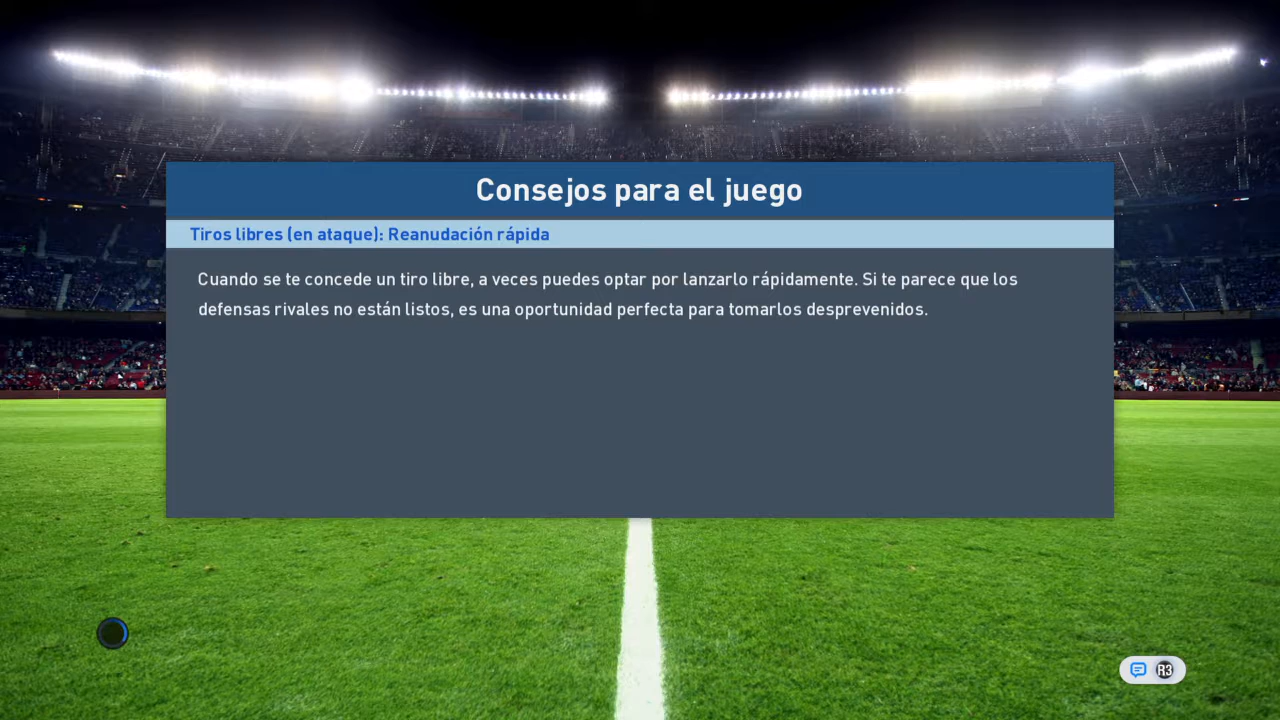 Consejos para el juego
Tiros libres (en ataque): Reanudación rápida
Cuando se te concede un tiro libre, a veces puedes optar por lanzarlo rápidamente. Si te parece que los
defensas rivales no están listos, es una oportunidad perfecta para tomarlos desprevenidos.
R3